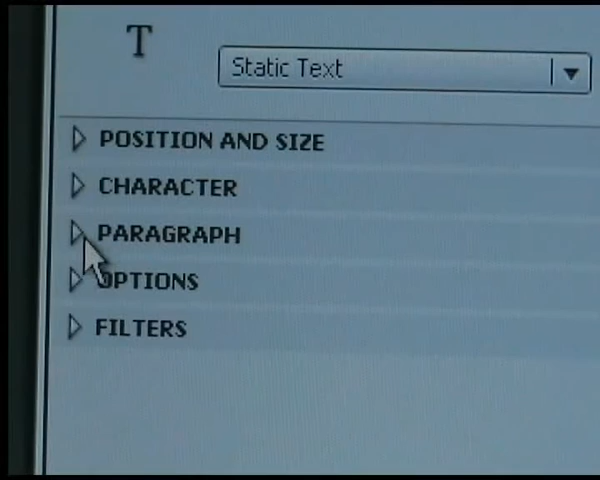 T
Static Text
POSITION AND SIZE
CHARACTER
PARAGRAPH
OPTIONS
FILTERS